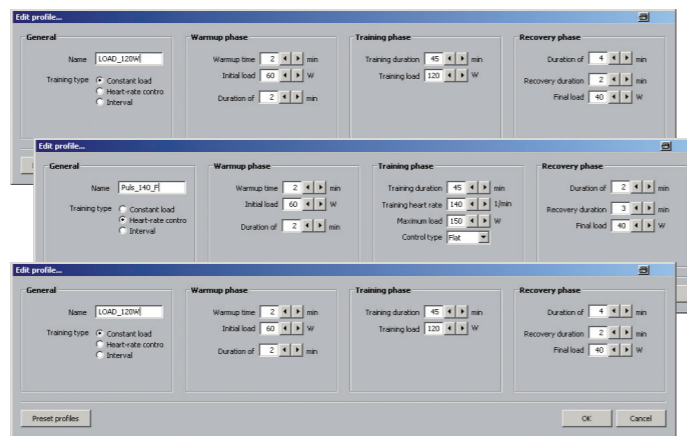 Edit profile...
General
Name LOAD_120W
Training type Constant load
Heart-rate contro
Interval
Warmup phase
Warmup time 2 min
Initial load 60 W
Duration of 2 min
Training phase
Training duration 45 min
Training load 120 W
Recovery phase
Duration of 4 min
Recovery duration 2 min
Final load 40 W
Edit profile...
General
Name Puls_140_F
Training type Constant load
Heart-rate contro
Interval
Warmup phase
Warmup time 2 min
Initial load 60 W
Duration of 2 min
Training phase
Training duration 45 min
Training heart rate 140 1/min
Maximum load 150 W
Control type Flat
Recovery phase
Duration of 2 min
Recovery duration 3 min
Final load 40 W
Edit profile...
General
Name LOAD_120W
Training type Constant load
Heart-rate contro
Interval
Warmup phase
Warmup time 2 min
Initial load 60 W
Duration of 2 min
Training phase
Training duration 45 min
Training load 120 W
Recovery phase
Duration of 4 min
Recovery duration 2 min
Final load 40 W
Preset profiles
OK
Cancel